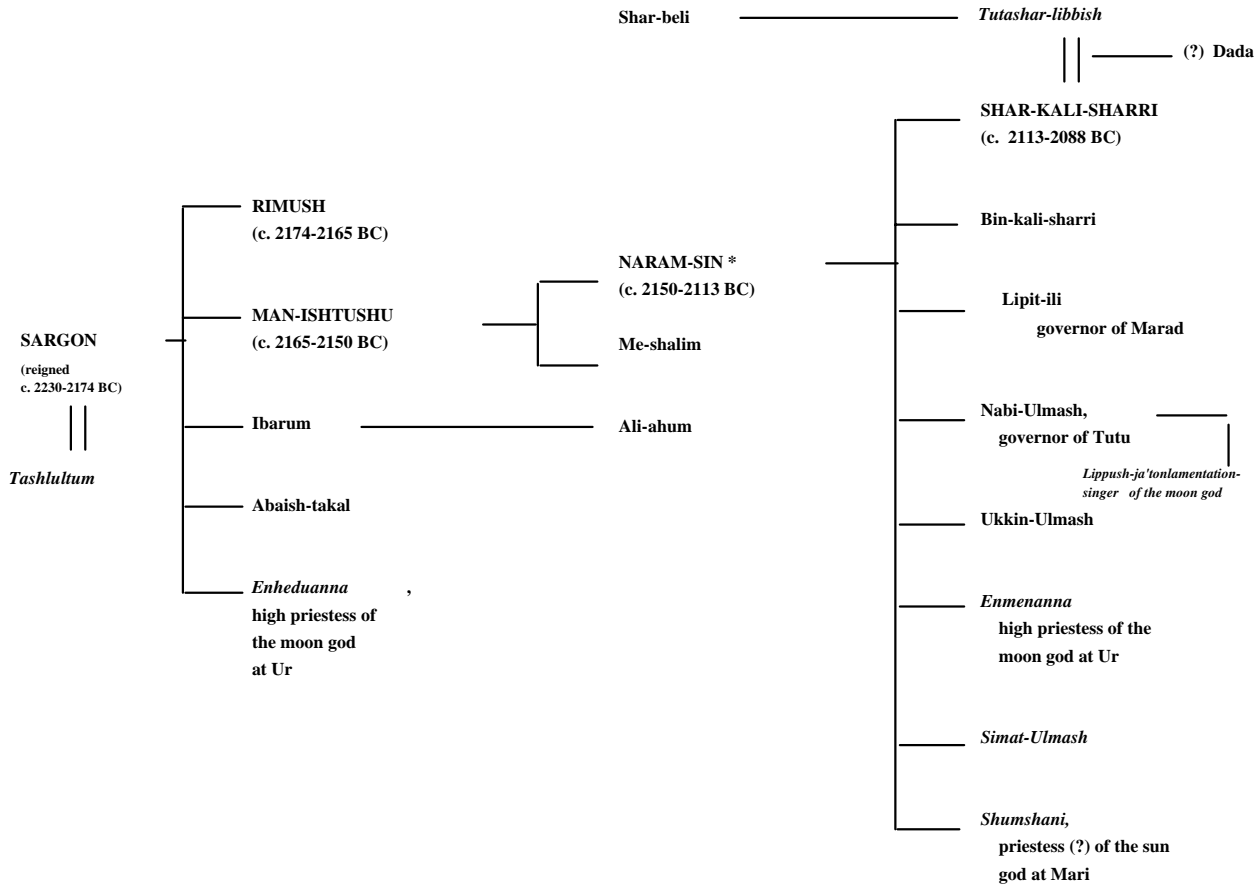 Shar-beli
Tutashar-libbish
(?) Dada
SHAR-KALI-SHARRI
(c. 2113-2088 BC)
RIMUSH
(c. 2174-2165 BC)
Bin-kali-sharri
NARAM-SIN *
(c. 2150-2113 BC)
Lipit-ili
governor of Marad
MAN-ISHTUSHU
(c. 2165-2150 BC)
SARGON
(reigned
c. 2230-2174 BC)
Me-shalim
Ibarum
Ali-ahum
Nabi-Ulmash,
governor of Tutu
Tashlultum
Lippush-ja'tonlamentation-
singer of the moon god
Abaish-takal
Ukkin-Ulmash
Enheduanna ,
high priestess of
the moon god
at Ur
Enmenanna
high priestess of the
moon god at Ur
Simat-Ulmash
Shumshani,
priestess (?) of the sun
god at Mari